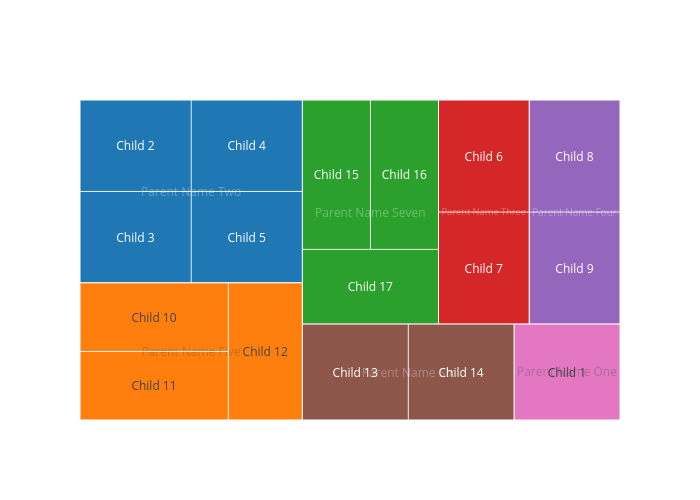 Child 2
Child 4
Parent Name Two
Child 3
Child 5
Child 10
Parent Name Five
Child 12
Child 11
Child 15
Child 16
Parent Name Seven
Child 17
Child 6
Parent Name Three
Child 7
Child 8
Parent Name Four
Child 9
Child 13
Parent Name
Child 14
Parent Name One
Child 1